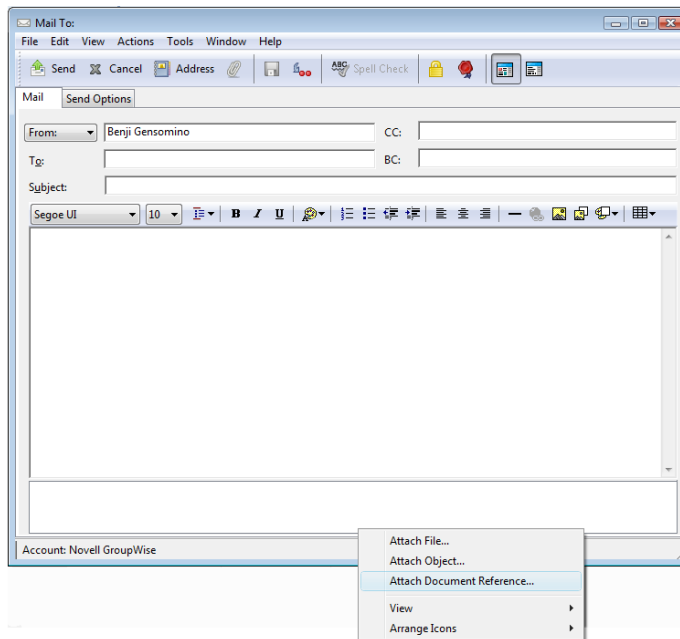 Mail To:
File Edit View Actions Tools Window Help
Send Cancel Address ABC Spell Check
Mail Send Options
From: Benji Gensomino CC:
To: BC:
Subject:
Segoe UI 10 B I U
Account: Novell GroupWise
Attach File...
Attach Object...
Attach Document Reference...
View
Arrange Icons